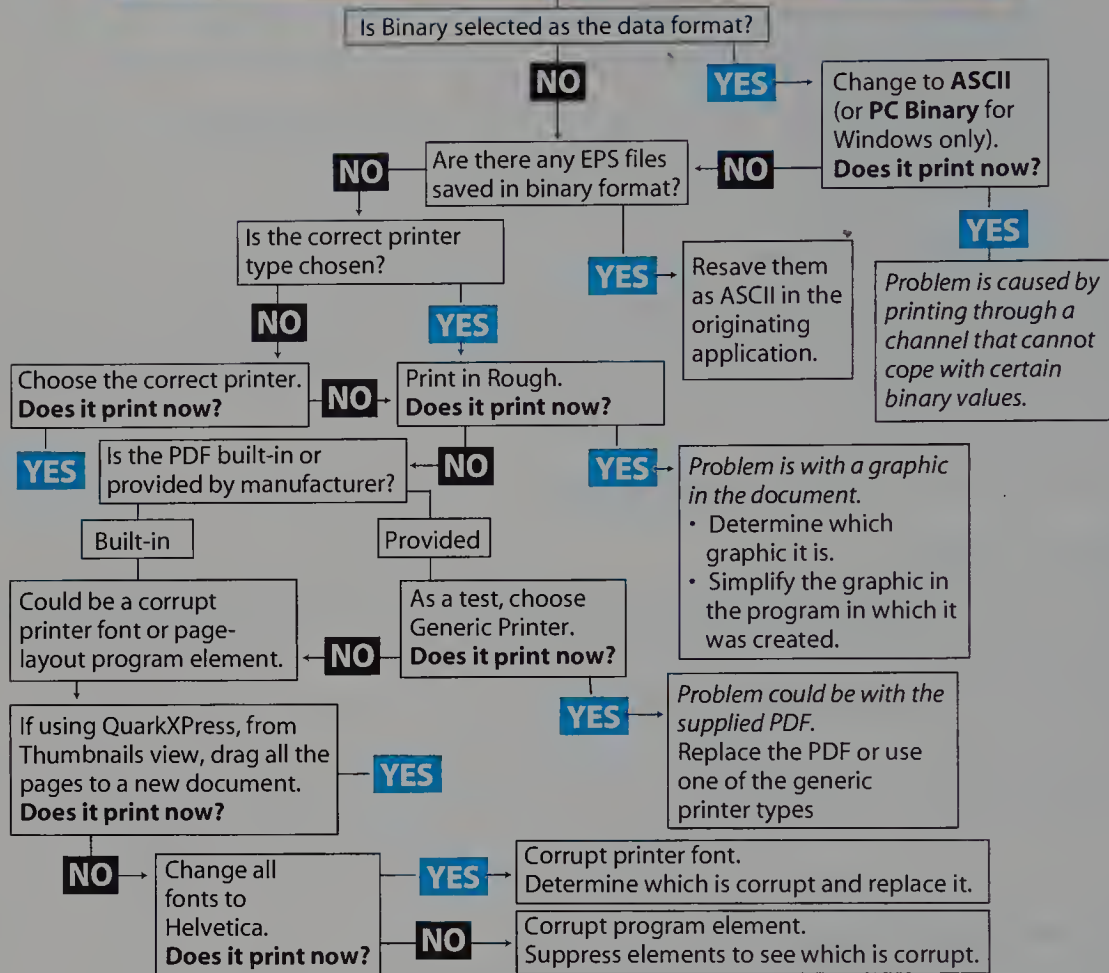 Is Binary selected as the data format?
NO
YES
Change to ASCII
(or PC Binary for
Windows only).
Does it print now?
NO
Are there any EPS files
saved in binary format?
NO
YES
Is the correct printer
type chosen?
YES
Resave them
as ASCII in the
originating
application.
Problem is caused by
printing through a
channel that cannot
cope with certain
binary values.
NO
YES
Choose the correct printer.
Does it print now?
NO
Print in Rough.
Does it print now?
YES
Is the PDF built-in or
provided by manufacturer?
NO
YES
Problem is with a graphic
in the document.
• Determine which
graphic it is.
• Simplify the graphic in
the program in which it
was created.
Built-in
Provided
Could be a corrupt
printer font or page-
layout program element.
NO
As a test, choose
Generic Printer.
Does it print now?
YES
Problem could be with the
supplied PDF.
Replace the PDF or use
one of the generic
printer types
If using QuarkXPress, from
Thumbnails view, drag all the
pages to a new document.
Does it print now?
YES
NO
Change all
fonts to
Helvetica.
Does it print now?
YES
Corrupt printer font.
Determine which is corrupt and replace it.
NO
Corrupt program element.
Suppress elements to see which is corrupt.